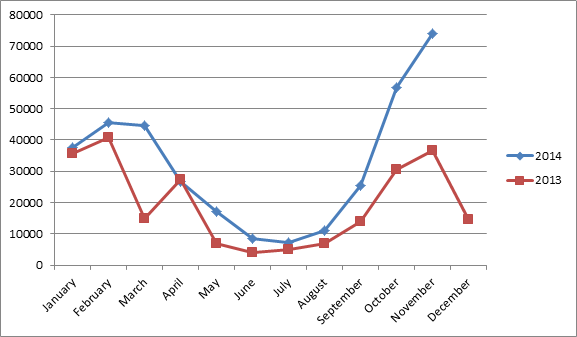 80000
70000
60000
50000
40000
30000
20000
10000
0
January
February
March
April
May
June
July
August
September
October
November
December
2014
2013